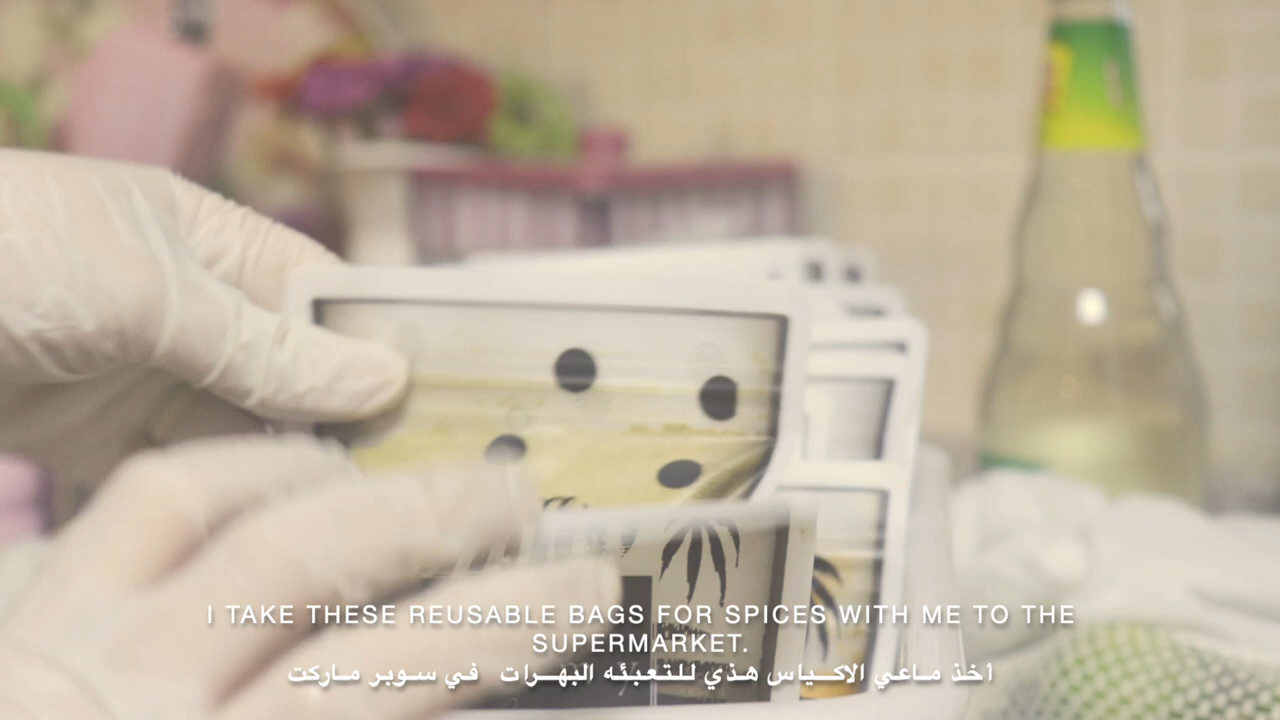 I TAKE THESE REUSABLE BAGS FOR SPICES WITH ME TO THE
SUPERMARKET.
أخذ ماعي الاكياس هذي للتعبئه البهرات في سوبر ماركت